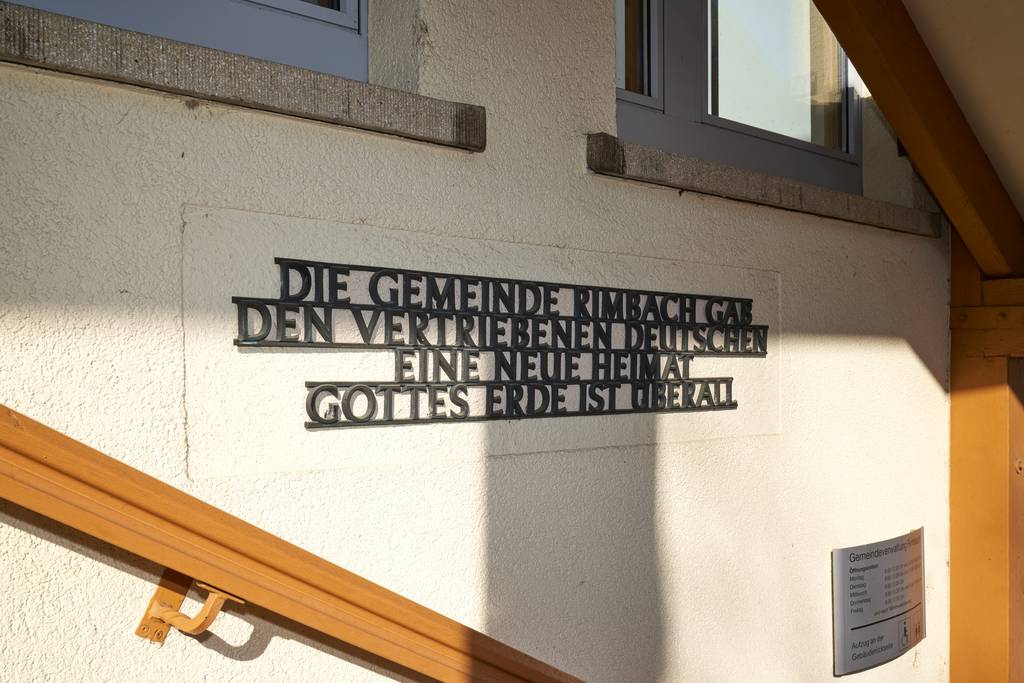 DIE GEMEINDE RIMBACH GAB
DEN VERTRIEBENEN DEUTSCHEN
EINE NEUE HEIMAT
GOTTES ERDE IST ÜBERALL
Gemeindeverwaltung
Öffnungszeiten
Montag
Dienstag
Mittwoch
Donnerstag
Freitag
Aufzug an der
Gebäuderückseite